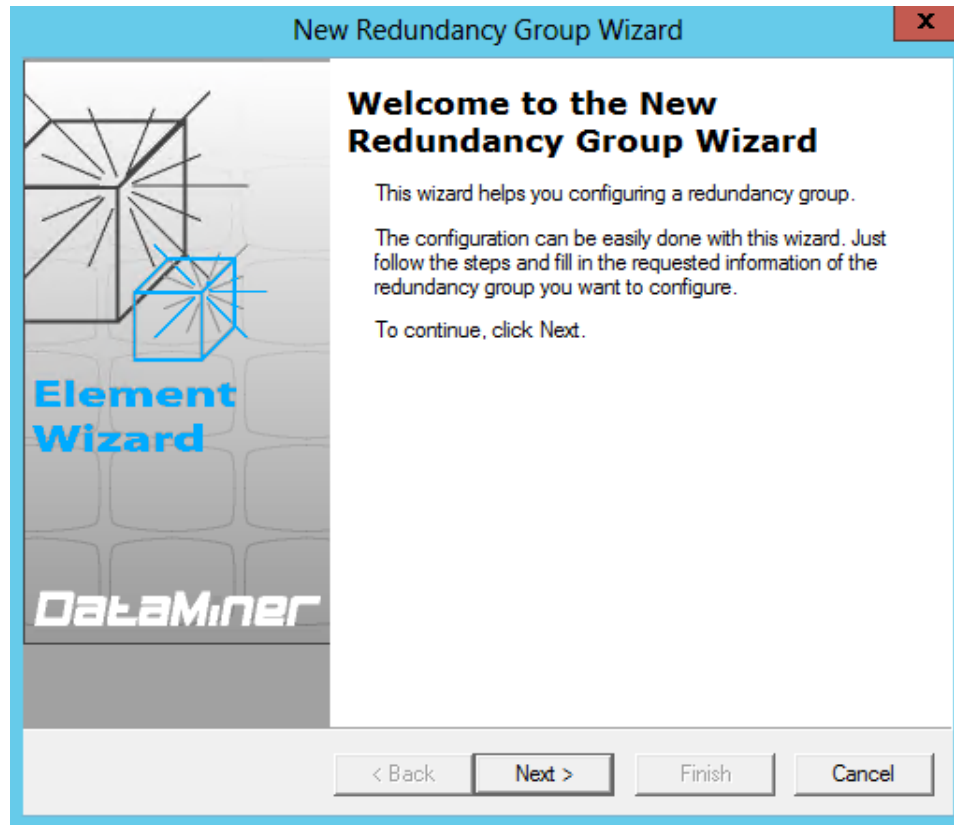 New Redundancy Group Wizard
x
Welcome to the New
Redundancy Group Wizard
This wizard helps you configuring a redundancy group.
The configuration can be easily done with this wizard. Just
follow the steps and fill in the requested information of the
redundancy group you want to configure.
To continue, click Next.
Element
Wizard
DataMiner
< Back
Next >
Finish
Cancel